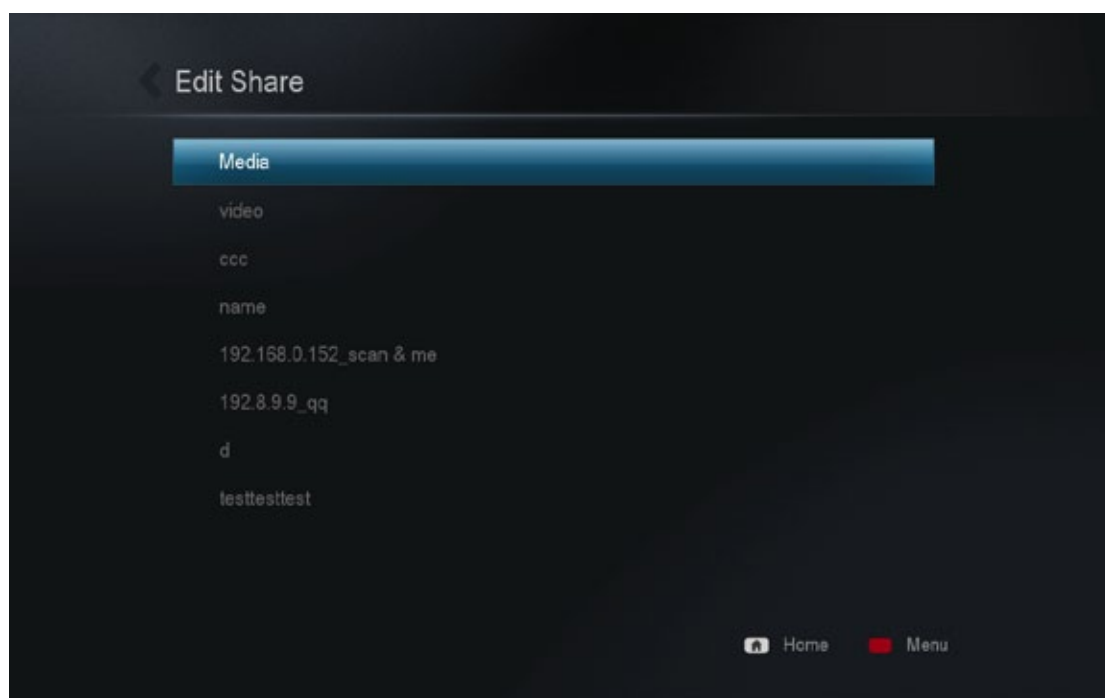 Edit Share
Media
video
ccc
name
192.168.0.152_scan & me
192.8.9.9_qq
d
testtesttest
Home Menu